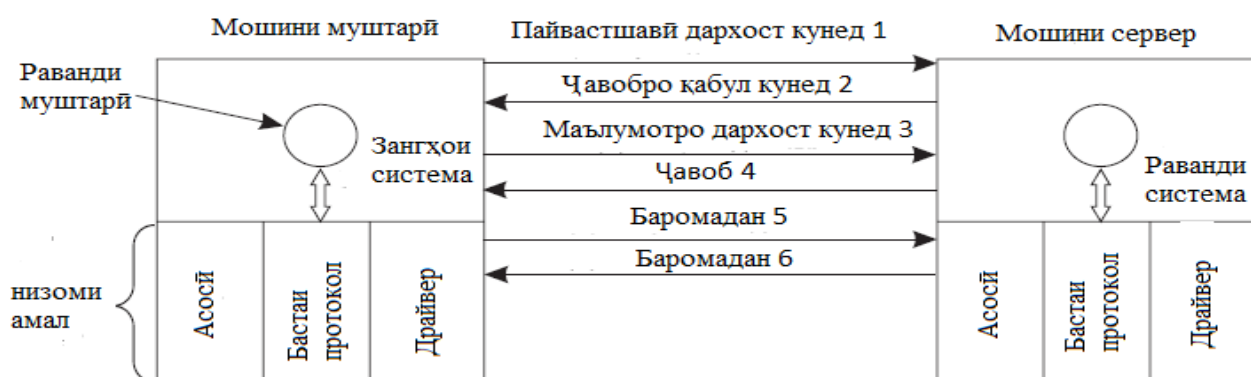 Мошини муштарӣ
Пайвастшавӣ дархост кунед 1
Мошини сервер
Раванди
муштарӣ
Ҷавобро қабул кунед 2
Маълумотро дархост кунед 3
Зангҳои
система
Ҷавоб 4
Раванди
система
Баромадан 5
Баромадан 6
низоми
амал
Асосӣ
Бастаи
протокол
Драйвер
Асосӣ
Бастаи
протокол
Драйвер